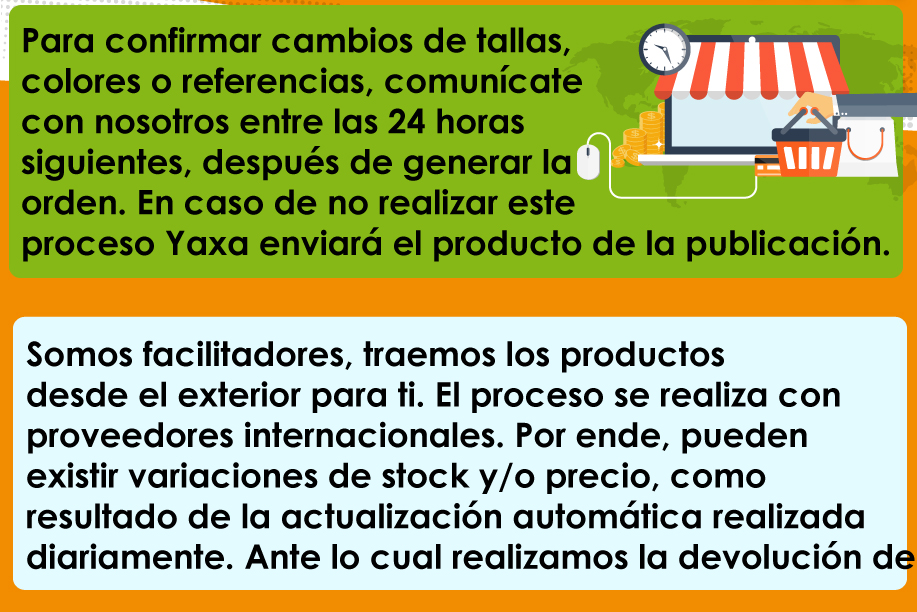 Para confirmar cambios de tallas,
colores o referencias, comunícate
con nosotros entre las 24 horas
siguientes, después de generar la
orden. En caso de no realizar este
proceso Yaxa enviará el producto de la publicación.
Somos facilitadores, traemos los productos
desde el exterior para ti. El proceso se realiza con
proveedores internacionales. Por ende, pueden
existir variaciones de stock y/o precio, como
resultado de la actualización automática realizada
diariamente. Ante lo cual realizamos la devolución de